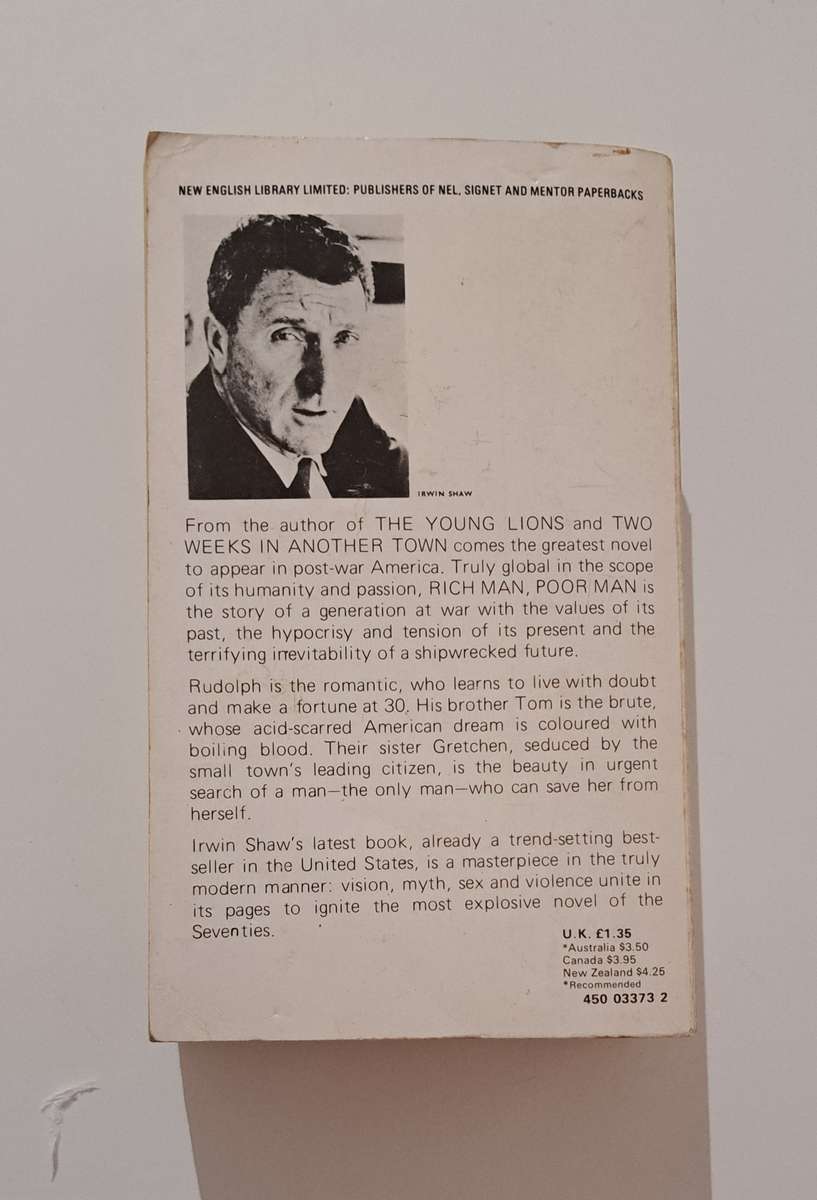 NEW ENGLISH LIBRARY LIMITED: PUBLISHERS OF NEL, SIGNET AND MENTOR PAPERBACKS
IRWIN SHAW
From the author of THE YOUNG LIONS and TWO
WEEKS IN ANOTHER TOWN comes the greatest novel
to appear in post-war America. Truly global in the scope
of its humanity and passion, RICH MAN, POOR MAN is
the story of a generation at war with the values of its
past, the hypocrisy and tension of its present and the
terrifying inevitability of a shipwrecked future.
Rudolph is the romantic, who learns to live with doubt
and make a fortune at 30. His brother Tom is the brute,
whose acid-scarred American dream is coloured with
boiling blood. Their sister Gretchen, seduced by the
small town's leading citizen, is the beauty in urgent
search of a man—the only man—who can save her from
herself.
Irwin Shaw's latest book, already a trend-setting best-
seller in the United States, is a masterpiece in the truly
modern manner: vision, myth, sex and violence unite in
its pages to ignite the most explosive novel of the
Seventies.
U.K. £1.35
*Australia $3.50
Canada $3.95
New Zealand $4.25
*Recommended
450 03373 2